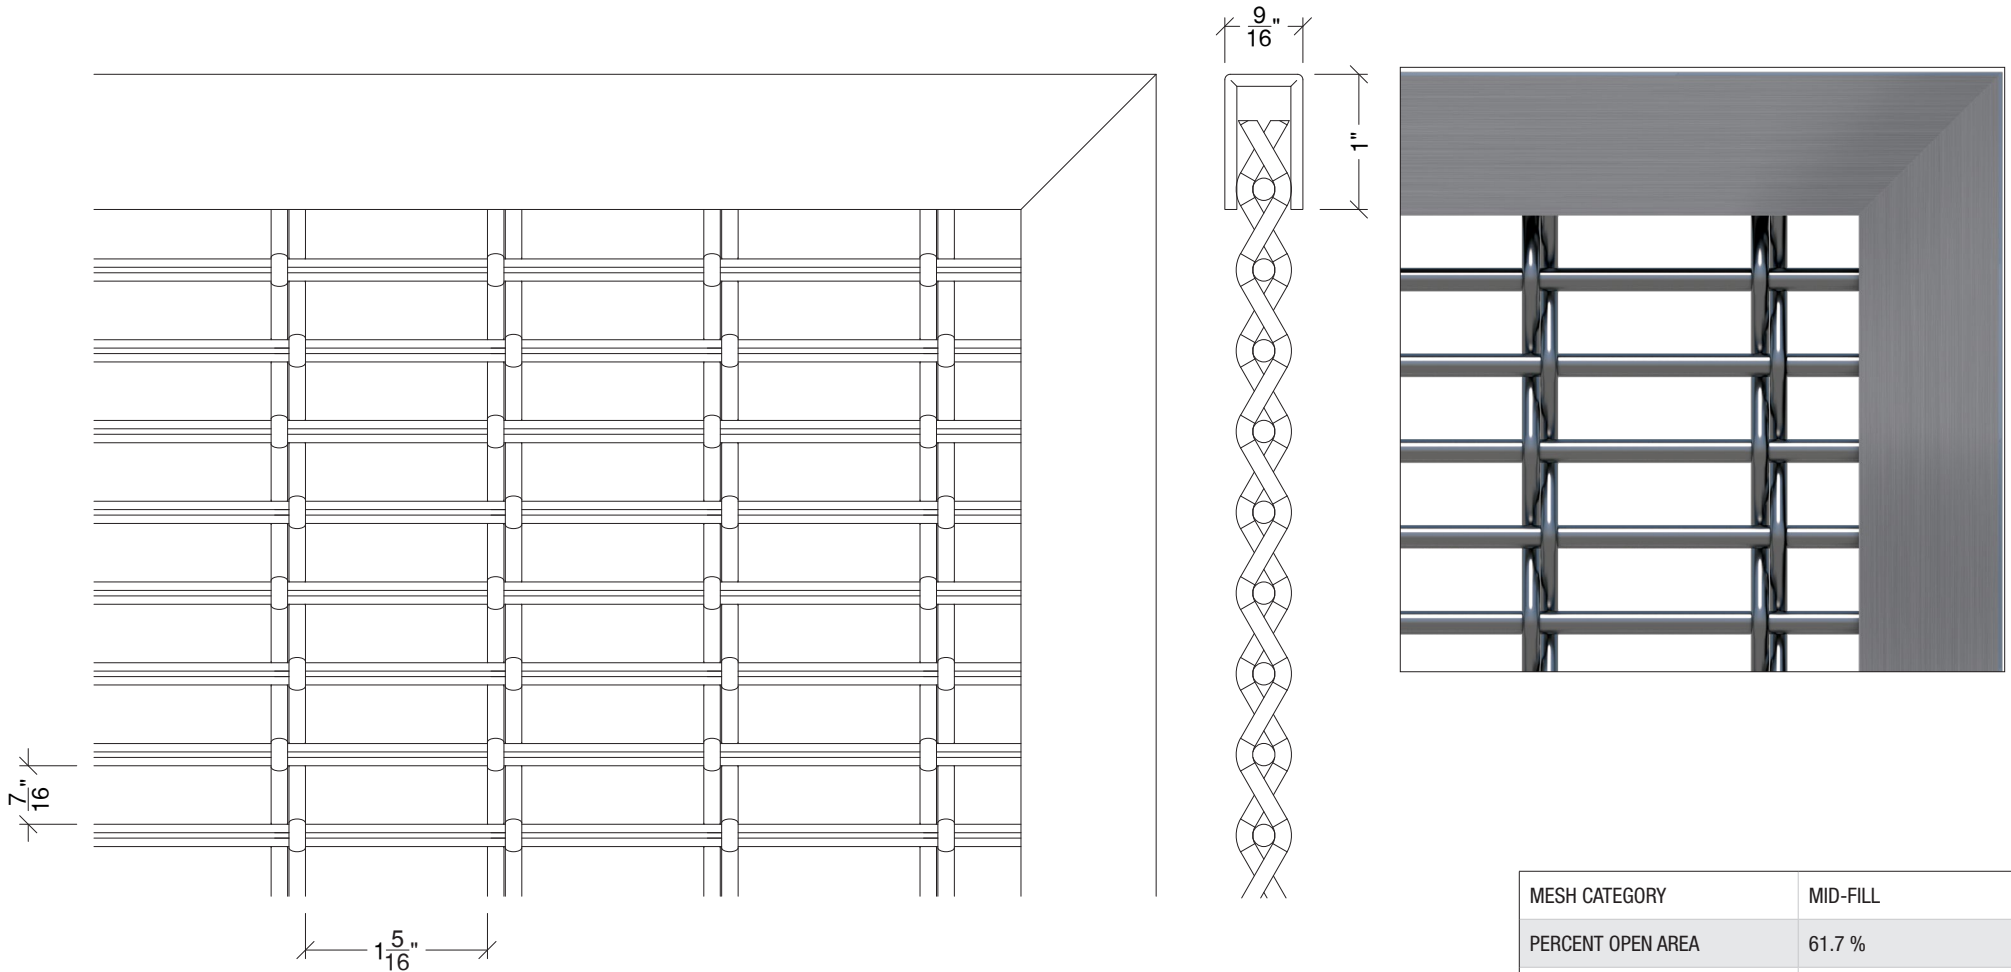 9/16"
1"
7/16"
1 5/16"
MESH CATEGORY MID-FILL
PERCENT OPEN AREA 61.7 %